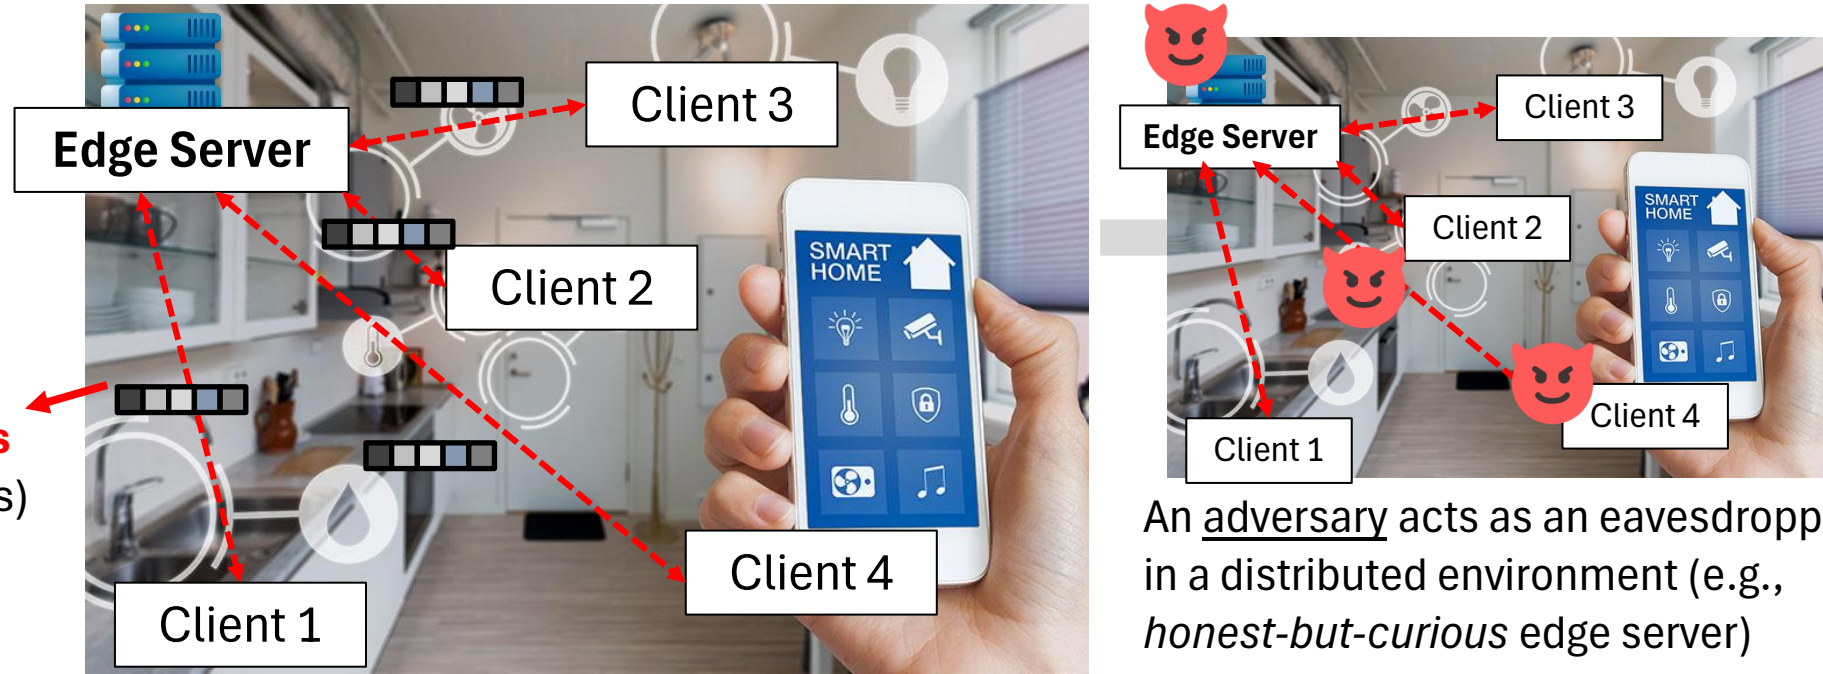 Edge Server
Client 3
Client 2
SMART
HOME
s
s)
Client 4
Client 1
Edge Server
Client 3
Client 2
SMART
HOME
Client 4
Client 1
An adversary acts as an eavesdropp
in a distributed environment (e.g.,
honest-but-curious edge server)